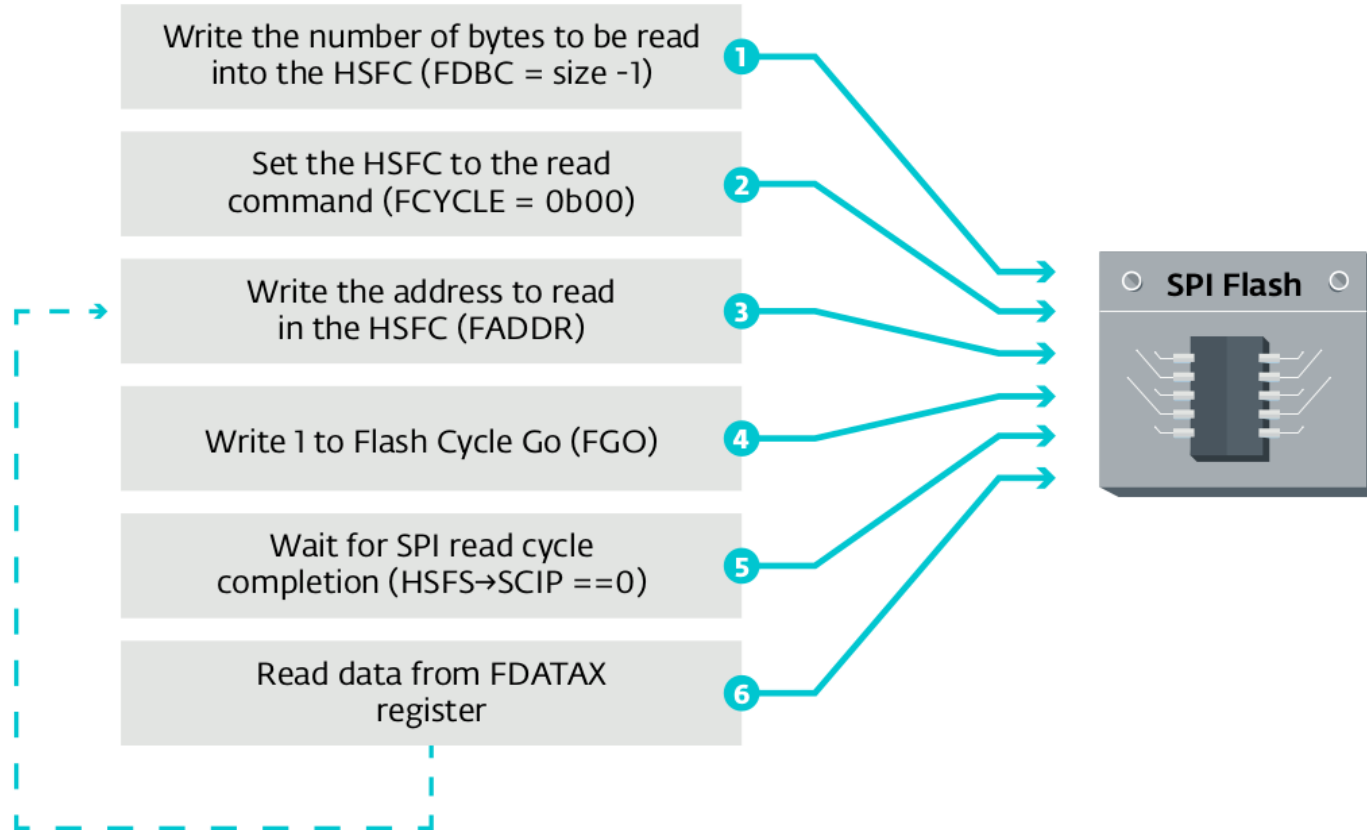 Write the number of bytes to be read
into the HSFC (FDBC = size -1)
1
Set the HSFC to the read
command (FCYCLE = 0b00)
2
Write the address to read
in the HSFC (FADDR)
3
Write 1 to Flash Cycle Go (FGO)
4
Wait for SPI read cycle
completion (HSFS→SCIP ==0)
5
Read data from FDATAX
register
6
SPI Flash